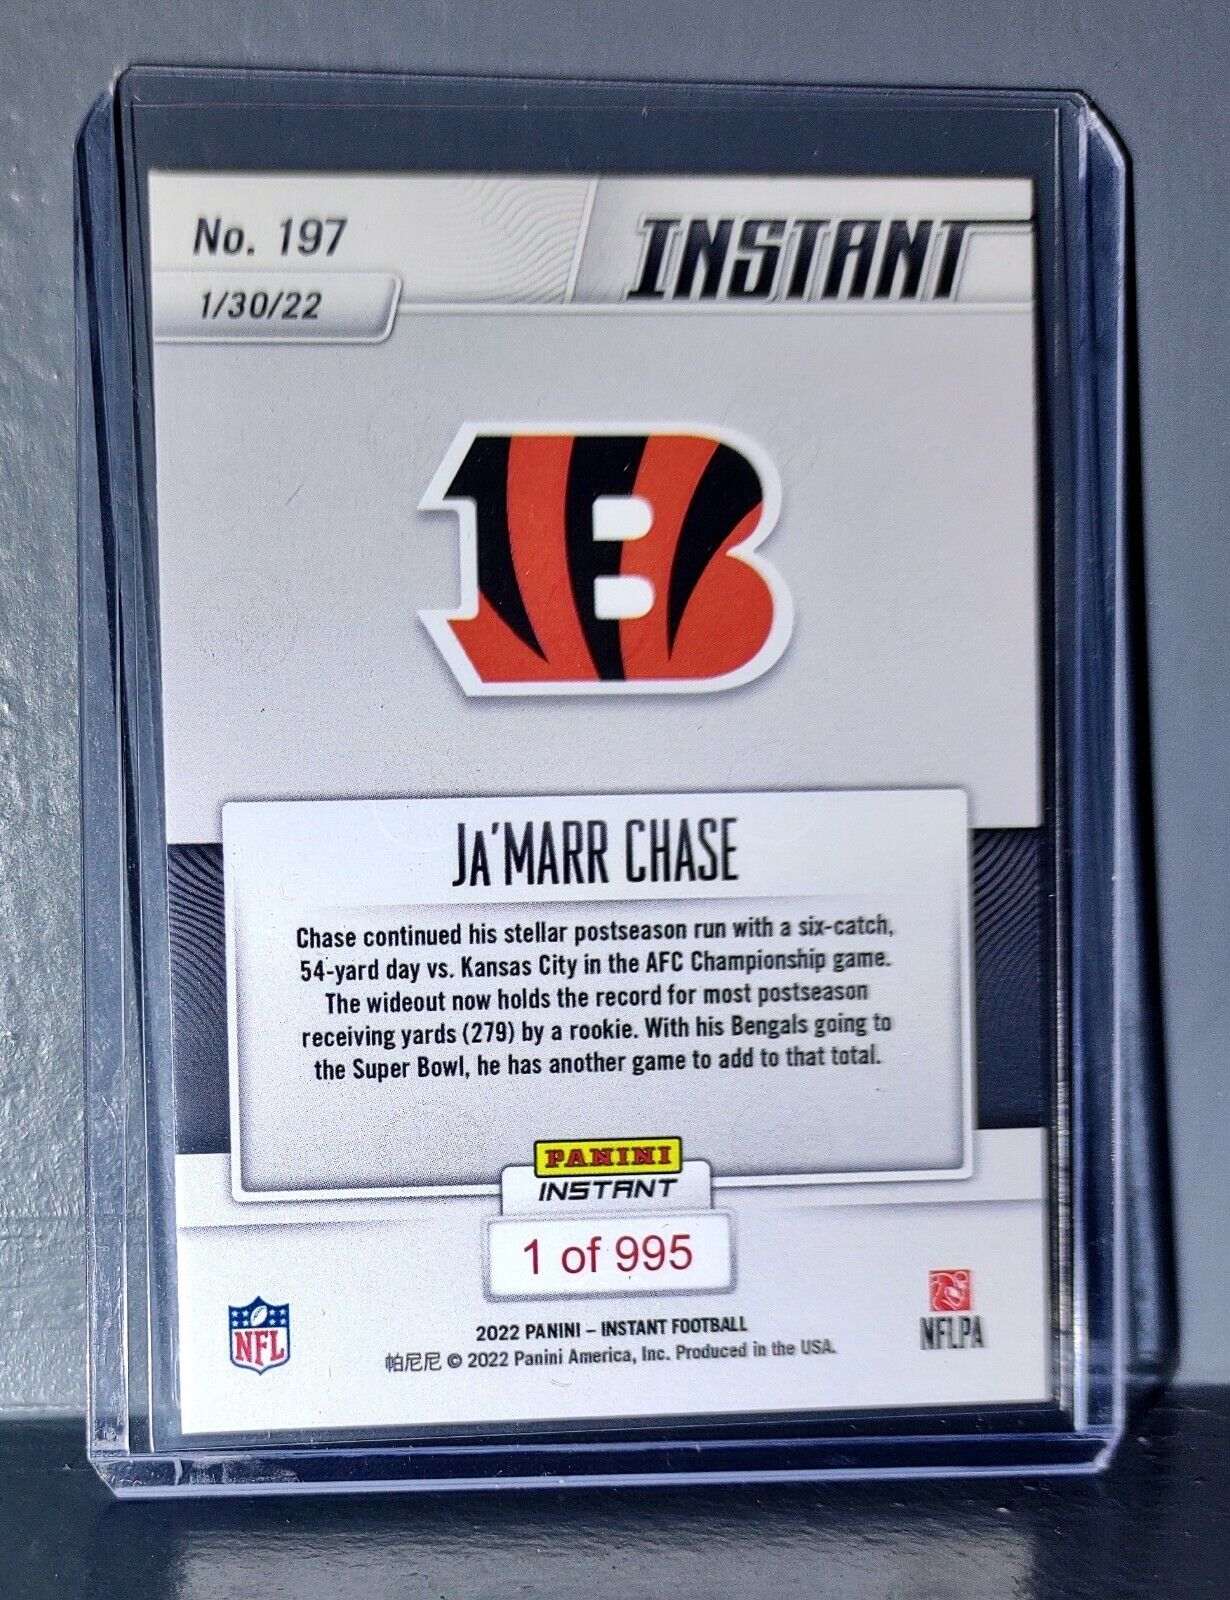 No. 197
INSTANT
1/30/22
B
JA'MARR CHASE
Chase continued his stellar postseason run with a six-catch,
54-yard day vs. Kansas City in the AFC Championship game.
The wideout now holds the record for most postseason
receiving yards (279) by a rookie. With his Bengals going to
the Super Bowl, he has another game to add to that total.
PANINI
INSTANT
1 of 995
NFL
2022 PANINI – INSTANT FOOTBALL
帕尼尼 © 2022 Panini America, Inc. Produced in the USA.
NFLPA